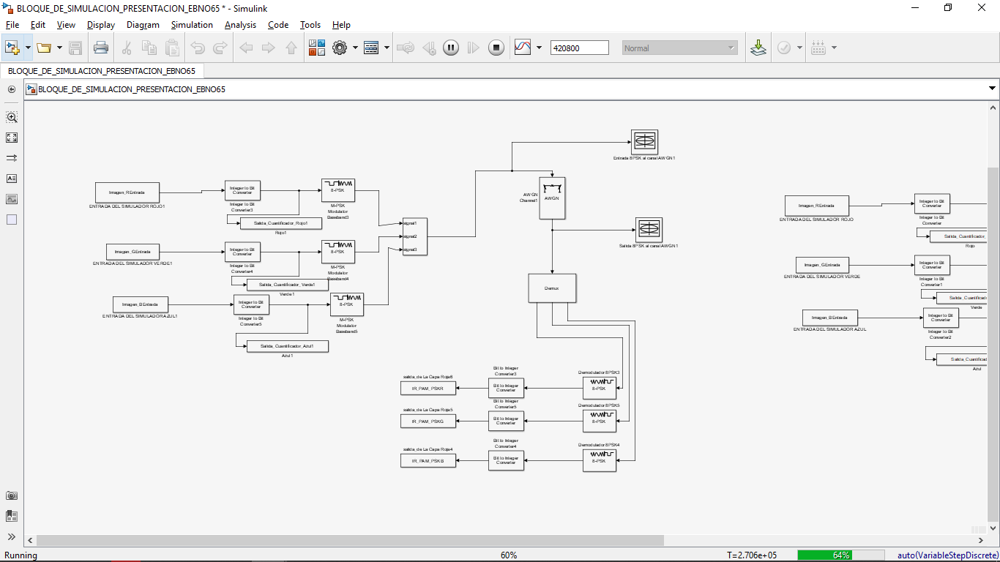 BLOQUE_DE_SIMULACION_PRESENTACION_EBNO65 * - Simulink
File Edit View Display Diagram Simulation Analysis Code Tools Help
420800
Normal
BLOQUE_DE_SIMULACION_PRESENTACION_EBNO65
BLOQUE_DE_SIMULACION_PRESENTACION_EBNO65
Entrada 8PSK al canal AWGN1
AWGN
Channel1
AWGN
Salida 8PSK al canal AWGN1
Demux
Imagen_REntrada
ENTRADA DEL SIMULADOR ROJO1
Integer to Bit
Converter
Integer to Bit
Converter3
8-PSK
M-PSK
Modulator
Baseband3
Salida_Cuantificador_Rojo1
Rojo1
Imagen_GEntrada
ENTRADA DEL SIMULADOR VERDE1
Integer to Bit
Converter
Integer to Bit
Converter4
8-PSK
M-PSK
Modulator
Baseband4
Salida_Cuantificador_Verde1
Verde1
Imagen_BEntrada
ENTRADA DEL SIMULADOR AZUL1
Integer to Bit
Converter
Integer to Bit
Converter5
8-PSK
M-PSK
Modulator
Baseband5
Salida_Cuantificador_Azul1
Azul1
signal1
signal2
signal3
salida_de La Capa Roja6
IR_PAM_PSKR
Bit to Integer
Converter3
Bit to Integer
Converter
Demodulador 8PSK3
8-PSK
salida_de La Capa Roja5
IR_PAM_PSKG
Bit to Integer
Converter5
Bit to Integer
Converter
Demodulador 8PSK5
8-PSK
salida_de La Capa Roja4
IR_PAM_PSKB
Bit to Integer
Converter4
Bit to Integer
Converter
Demodulador 8PSK4
8-PSK
Imagen_REntrada
ENTRADA DEL SIMULADOR ROJO
Integer to Bit
Converter
Integer to Bit
Converter
Salida_Cuantificador_
Rojo
Imagen_GEntrada
ENTRADA DEL SIMULADOR VERDE
Integer to Bit
Converter
Integer to Bit
Converter1
Salida_Cuantificador
Verde
Imagen_BEntrada
ENTRADA DEL SIMULADOR AZUL
Integer to Bit
Converter
Integer to Bit
Converter2
Salida_Cuantificad
Azul
Running
60%
T=2.706e+05
64%
auto(VariableStepDiscrete)